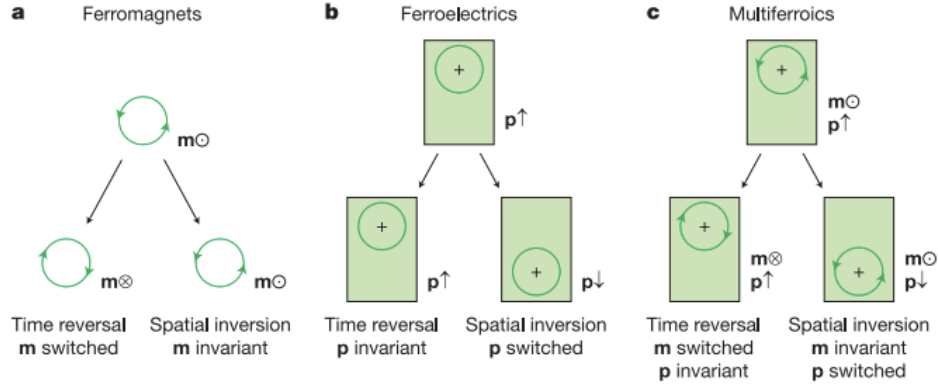 a Ferromagnets
m⊙
m⊗
m⊙
Time reversal
m switched
Spatial inversion
m invariant
b Ferroelectrics
+
p↑
+
p↑
+
p↓
Time reversal
p invariant
Spatial inversion
p switched
c Multiferroics
+
m⊙
p↑
+
m⊗
p↑
+
m⊙
p↓
Time reversal
m switched
p invariant
Spatial inversion
m invariant
p switched